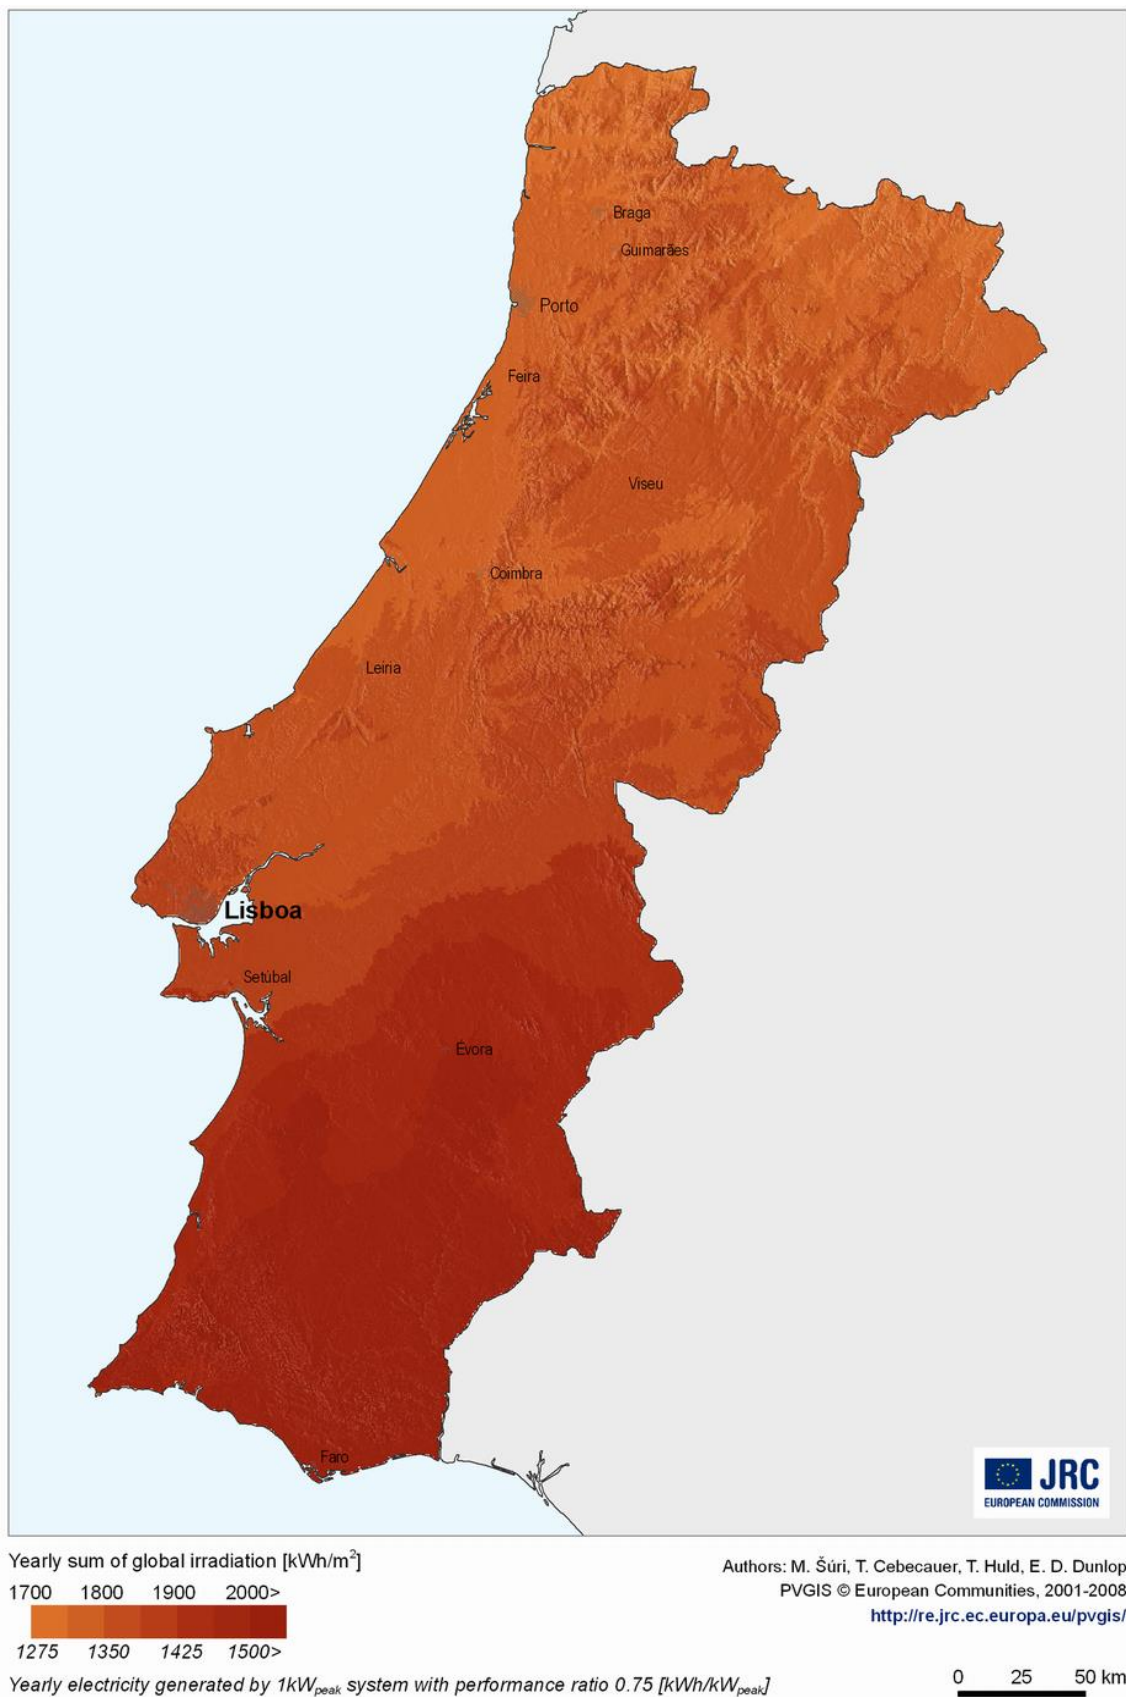 Braga
Guimarães
Porto
Feira
Viseu
Coimbra
Leiria
Lisboa
Setúbal
Évora
Faro
JRC
EUROPEAN COMMISSION
Yearly sum of global irradiation [kWh/m²]
1700 1800 1900 2000>
1275 1350 1425 1500>
Yearly electricity generated by 1kWpeak system with performance ratio 0.75 [kWh/kWpeak]
Authors: M. Šúri, T. Cebecauer, T. Huld, E. D. Dunlop
PVGIS © European Communities, 2001-2008
http://re.jrc.ec.europa.eu/pvgis/
0 25 50 km